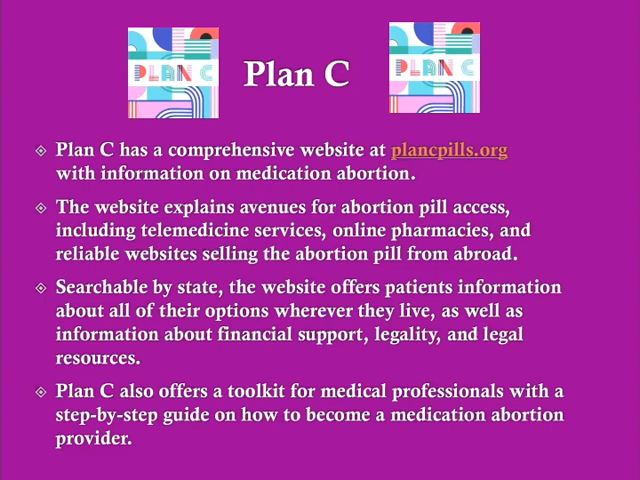 PLAN C
Plan C
PLAN C
Plan C has a comprehensive website at plancpills.org
with information on medication abortion.
The website explains avenues for abortion pill access,
including telemedicine services, online pharmacies, and
reliable websites selling the abortion pill from abroad.
Searchable by state, the website offers patients information
about all of their options wherever they live, as well as
information about financial support, legality, and legal
resources.
Plan C also offers a toolkit for medical professionals with a
step-by-step guide on how to become a medication abortion
provider.